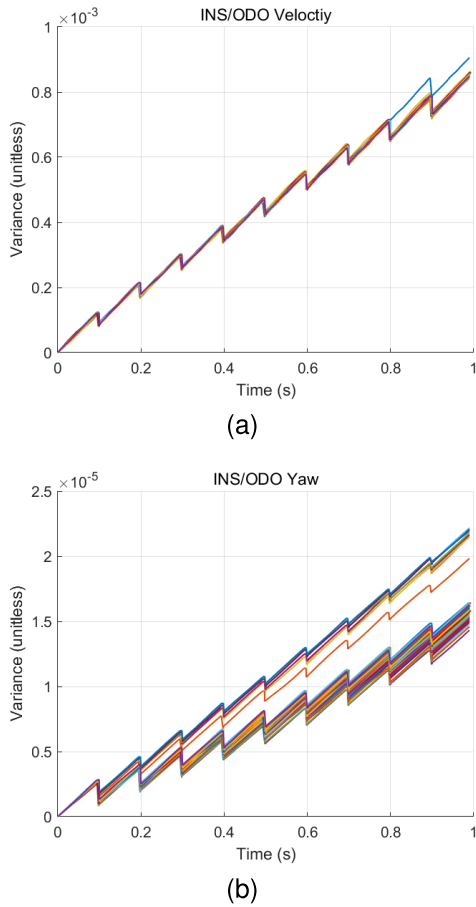 INS/ODO Veloctiy
×10⁻³
1
0.8
0.6
0.4
0.2
0
Variance (unitless)
0 0.2 0.4 0.6 0.8 1
Time (s)
(a)
INS/ODO Yaw
×10⁻⁵
2.5
2
1.5
1
0.5
0
Variance (unitless)
0 0.2 0.4 0.6 0.8 1
Time (s)
(b)